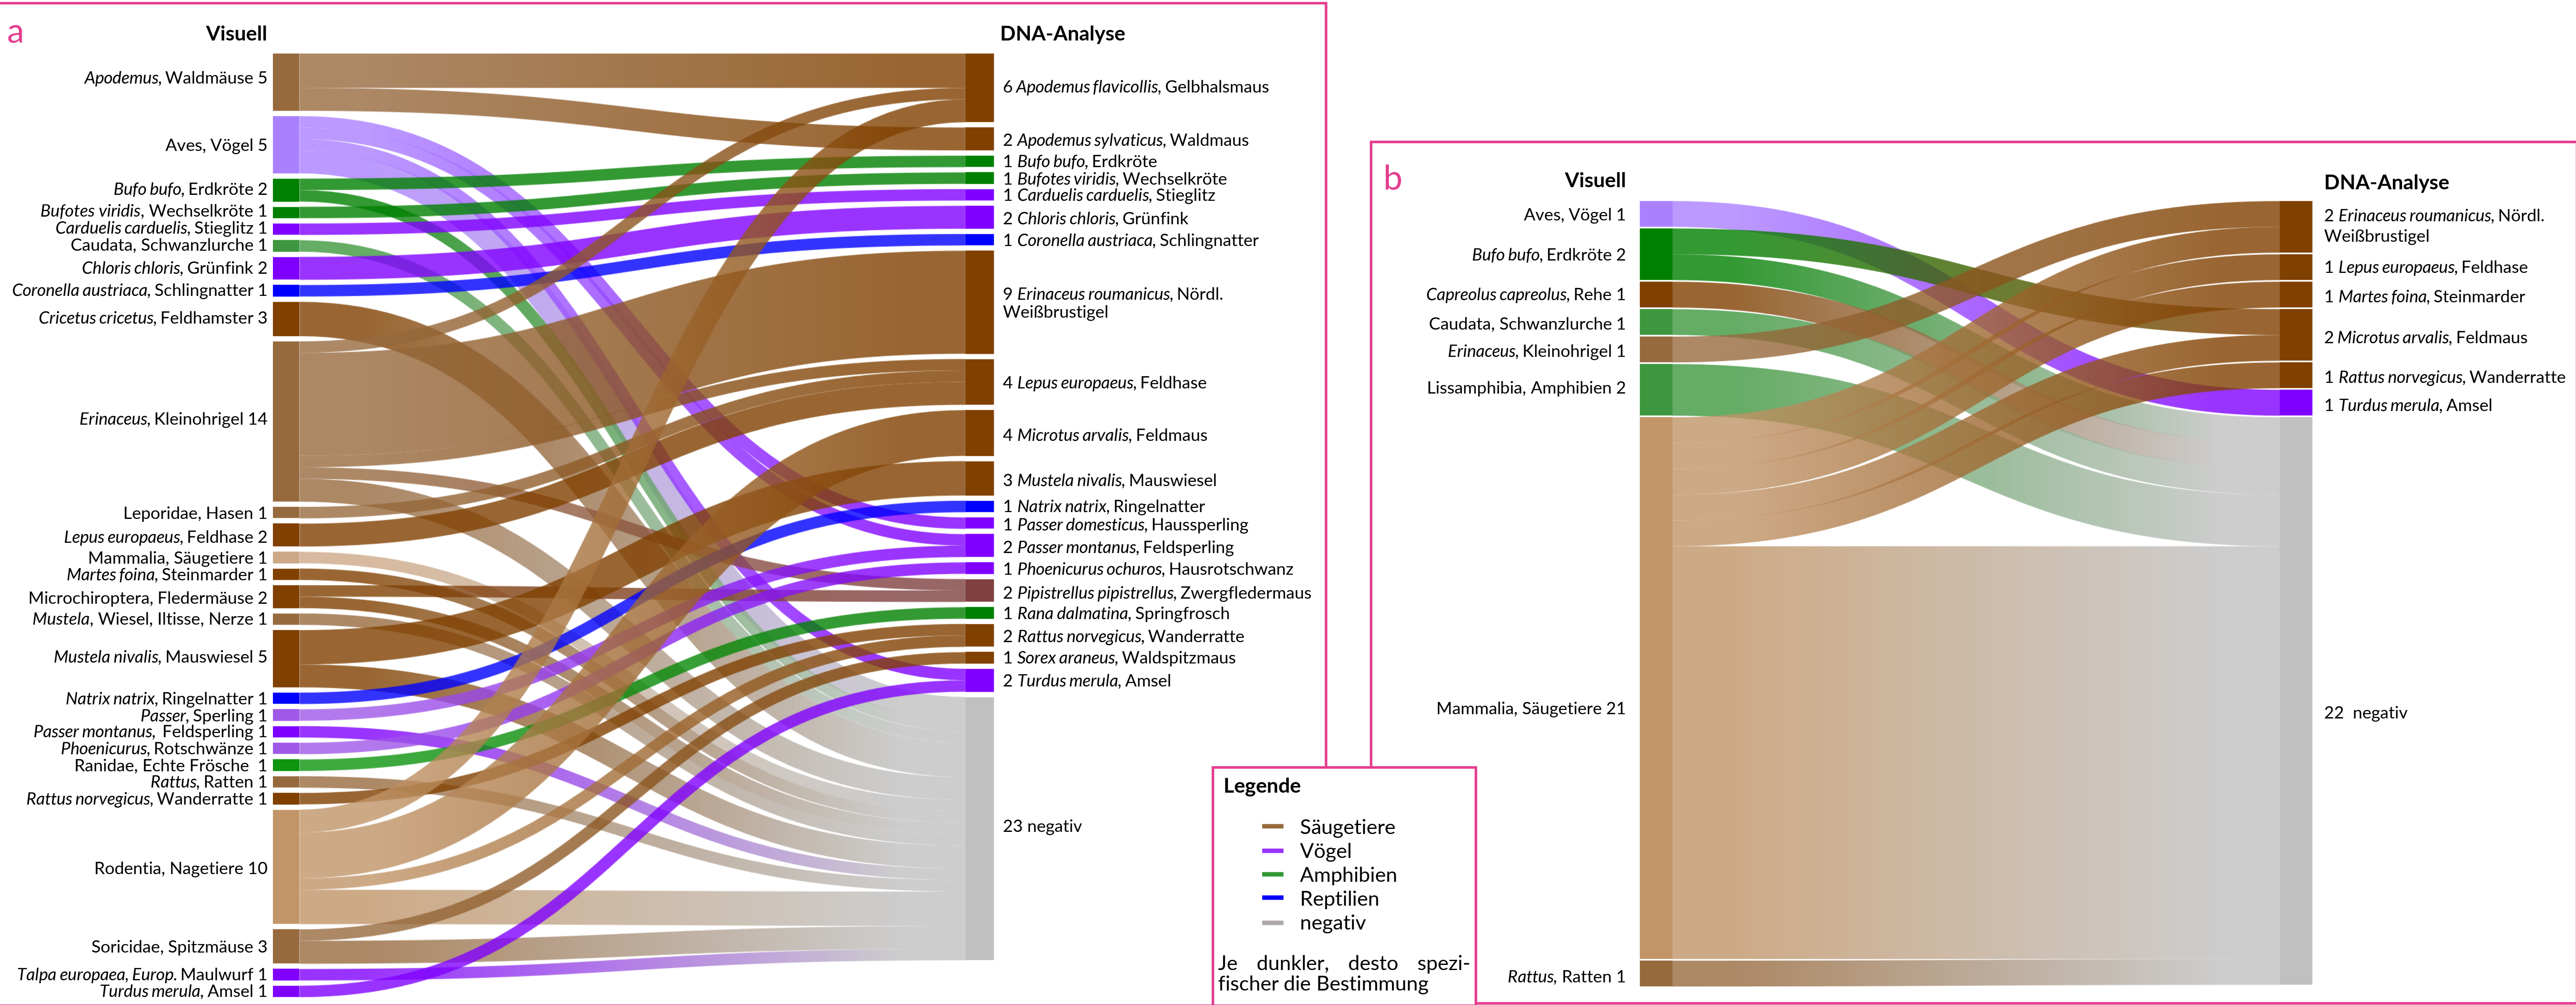 a
Visuell
Apodemus, Waldmäuse 5
Aves, Vögel 5
Bufo bufo, Erdkröte 2
Bufotes viridis, Wechselkröte 1
Carduelis carduelis, Stieglitz 1
Caudata, Schwanzlurche 1
Chloris chloris, Grünfink 2
Coronella austriaca, Schlingnatter 1
Cricetus cricetus, Feldhamster 3
Erinaceus, Kleinohrigel 14
Leporidae, Hasen 1
Lepus europaeus, Feldhase 2
Mammalia, Säugetiere 1
Martes foina, Steinmarder 1
Microchiroptera, Fledermäuse 2
Mustela, Wiesel, Iltisse, Nerze 1
Mustela nivalis, Mauswiesel 5
Natrix natrix, Ringelnatter 1
Passer, Sperling 1
Passer montanus, Feldsperling 1
Phoenicurus, Rotschwänze 1
Ranidae, Echte Frösche 1
Rattus, Ratten 1
Rattus norvegicus, Wanderratte 1
Rodentia, Nagetiere 10
Soricidae, Spitzmäuse 3
Talpa europaea, Europ. Maulwurf 1
Turdus merula, Amsel 1
DNA-Analyse
6 Apodemus flavicollis, Gelbhalsmaus
2 Apodemus sylvaticus, Waldmaus
1 Bufo bufo, Erdkröte
1 Bufotes viridis, Wechselkröte
1 Carduelis carduelis, Stieglitz
2 Chloris chloris, Grünfink
1 Coronella austriaca, Schlingnatter
9 Erinaceus roumanicus, Nördl.
Weißbrustigel
4 Lepus europaeus, Feldhase
4 Microtus arvalis, Feldmaus
3 Mustela nivalis, Mauswiesel
1 Natrix natrix, Ringelnatter
1 Passer domesticus, Haussperling
2 Passer montanus, Feldsperling
1 Phoenicurus ochuros, Hausrotschwanz
2 Pipistrellus pipistrellus, Zwergfledermaus
1 Rana dalmatina, Springfrosch
2 Rattus norvegicus, Wanderratte
1 Sorex araneus, Waldspitzmaus
2 Turdus merula, Amsel
23 negativ
Legende
Säugetiere
Vögel
Amphibien
Reptilien
negativ
Je dunkler, desto spezi-
fischer die Bestimmung
b
Visuell
Aves, Vögel 1
Bufo bufo, Erdkröte 2
Capreolus capreolus, Rehe 1
Caudata, Schwanzlurche 1
Erinaceus, Kleinohrigel 1
Lissamphibia, Amphibien 2
Mammalia, Säugetiere 21
Rattus, Ratten 1
DNA-Analyse
2 Erinaceus roumanicus, Nördl.
Weißbrustigel
1 Lepus europaeus, Feldhase
1 Martes foina, Steinmarder
2 Microtus arvalis, Feldmaus
1 Rattus norvegicus, Wanderratte
1 Turdus merula, Amsel
22 negativ